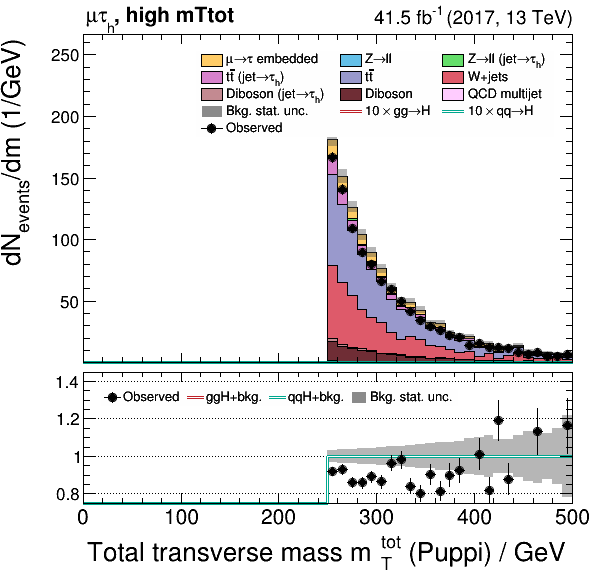 μτh, high mTtot 41.5 fb-1 (2017, 13 TeV)
dNevents/dm (1/GeV)
250
200
150
100
50
μ→τ embedded Z→ll Z→ll (jet→τh)
tt̄ (jet→τh) tt̄ W+jets
Diboson (jet→τh) Diboson QCD multijet
Bkg. stat. unc. 10 × gg→H 10 × qq→H
Observed
1.4
1.2
1
0.8
Observed ggH+bkg. qqH+bkg. Bkg. stat. unc.
0 100 200 300 400 500
Total transverse mass m T tot (Puppi) / GeV